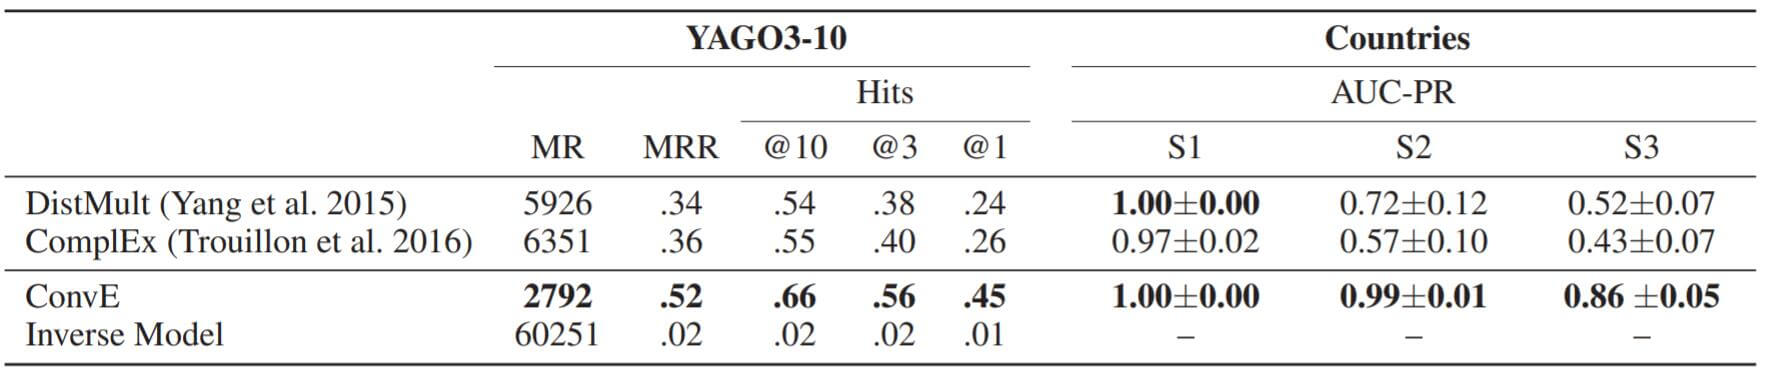 YAGO3-10 Countries
Hits AUC-PR
MR MRR @10 @3 @1 S1 S2 S3
DistMult (Yang et al. 2015) 5926 .34 .54 .38 .24 1.00±0.00 0.72±0.12 0.52±0.07
ComplEx (Trouillon et al. 2016) 6351 .36 .55 .40 .26 0.97±0.02 0.57±0.10 0.43±0.07
ConvE 2792 .52 .66 .56 .45 1.00±0.00 0.99±0.01 0.86 ±0.05
Inverse Model 60251 .02 .02 .02 .01 – – –